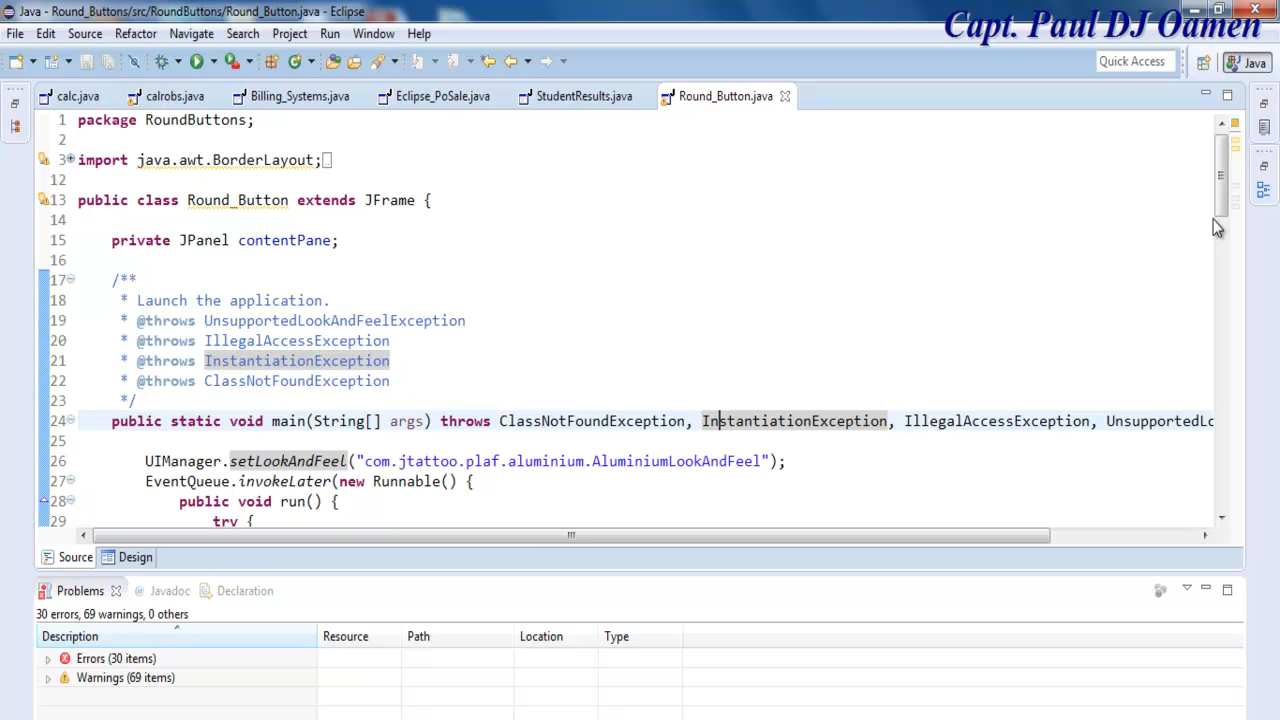 Java - Round_Buttons/src/RoundButtons/Round_Button.java - Eclipse
Capt. Paul DJ Oamen
File Edit Source Refactor Navigate Search Project Run Window Help
Quick Access
Java
calc.java calrobs.java Billing_Systems.java Eclipse_PoSale.java StudentResults.java Round_Button.java
1 package RoundButtons;
2
3 import java.awt.BorderLayout;
12
13 public class Round_Button extends JFrame {
14
15 private JPanel contentPane;
16
17 /**
18 * Launch the application.
19 * @throws UnsupportedLookAndFeelException
20 * @throws IllegalAccessException
21 * @throws InstantiationException
22 * @throws ClassNotFoundException
23 */
24 public static void main(String[] args) throws ClassNotFoundException, InstantiationException, IllegalAccessException, UnsupportedLo
25
26 UIManager.setLookAndFeel("com.jtattoo.plaf.aluminium.AluminiumLookAndFeel");
27 EventQueue.invokeLater(new Runnable() {
28 public void run() {
29 try {
Source Design
Problems @ Javadoc Declaration
30 errors, 69 warnings, 0 others
Description Resource Path Location Type
Errors (30 items)
Warnings (69 items)